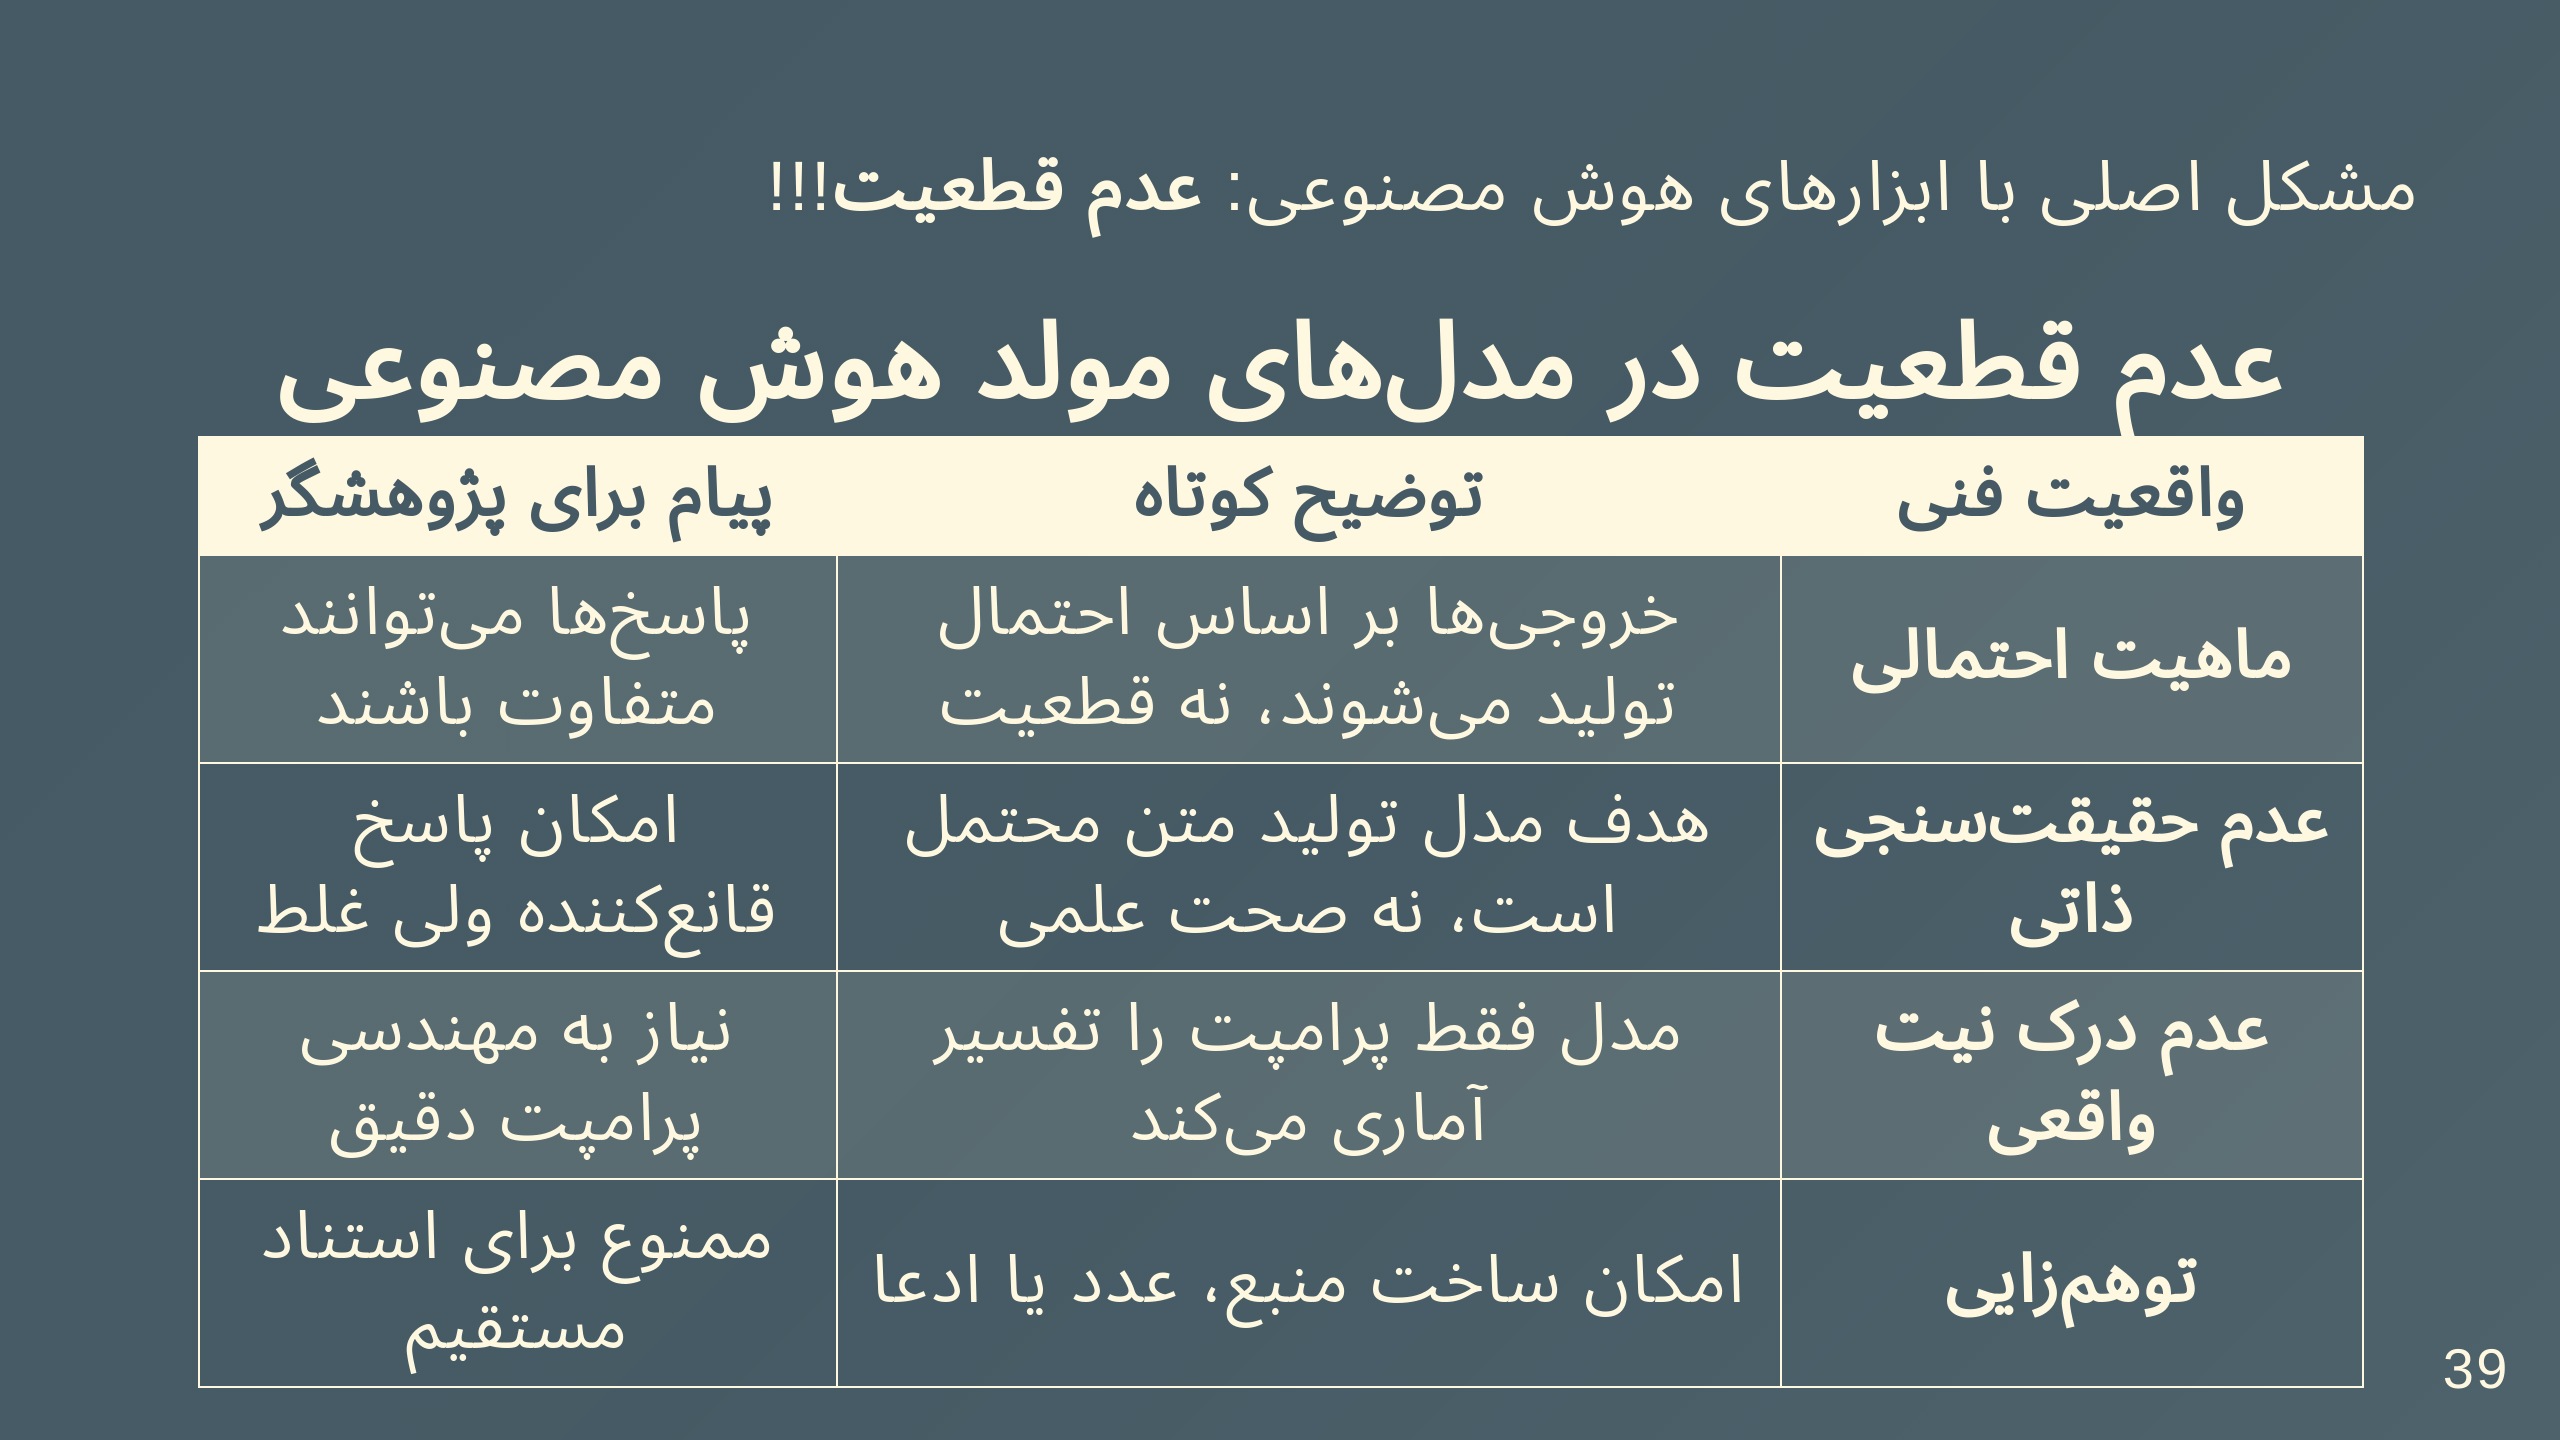 مشکل اصلی با ابزارهای هوش مصنوعی: عدم قطعیت!!!
عدم قطعیت در مدل‌های مولد هوش مصنوعی
واقعیت فنی
توضیح کوتاه
پیام برای پژوهشگر
ماهیت احتمالی
خروجی‌ها بر اساس احتمال
تولید می‌شوند، نه قطعیت
پاسخ‌ها می‌توانند
متفاوت باشند
عدم حقیقت‌سنجی
ذاتی
هدف مدل تولید متن محتمل
است، نه صحت علمی
امکان پاسخ
قانع‌کننده ولی غلط
عدم درک نیت
واقعی
مدل فقط پرامپت را تفسیر
آماری می‌کند
نیاز به مهندسی
پرامپت دقیق
توهم‌زایی
امکان ساخت منبع، عدد یا ادعا
ممنوع برای استناد
مستقیم
39